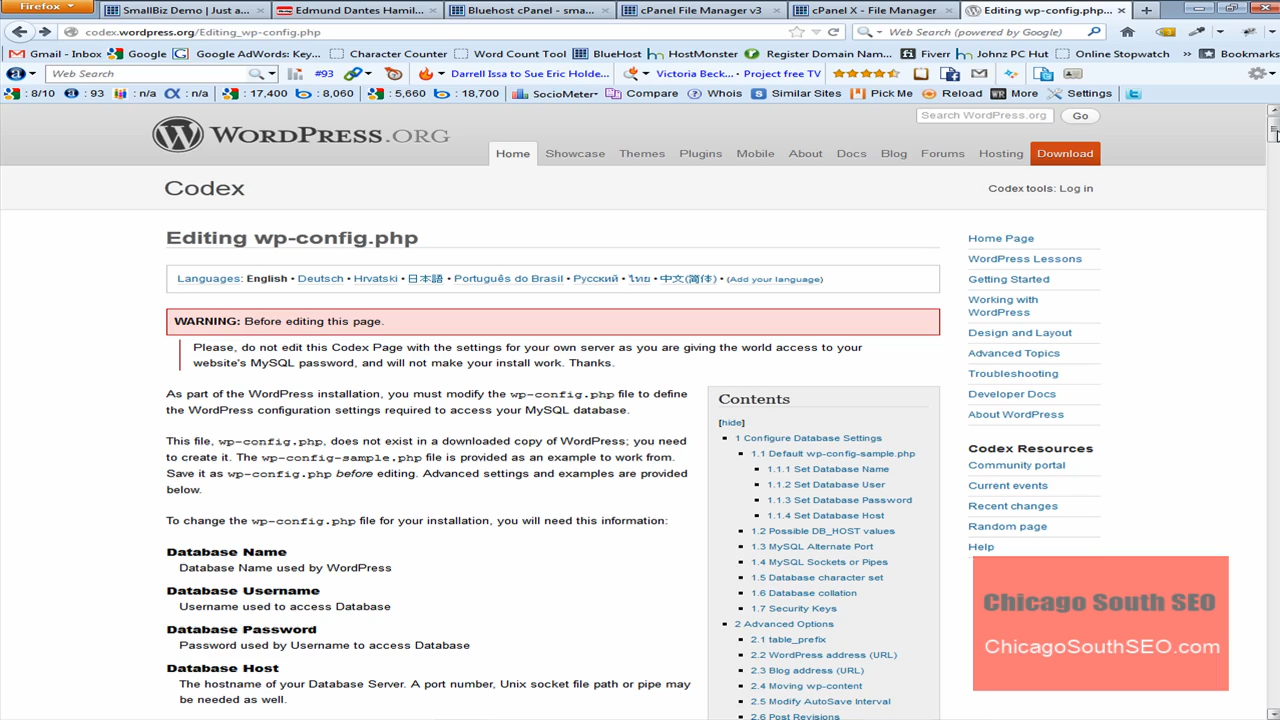 Firefox
SmallBiz Demo | Just a...
Edmund Dantes Hamil...
Bluehost cPanel - sma...
cPanel File Manager v3
cPanel X - File Manager
Editing wp-config.php...
codex.wordpress.org/Editing_wp-config.php
Web Search (powered by Google)
Gmail - Inbox
Google
Google AdWords: Key...
Character Counter
Word Count Tool
BlueHost
HostMonster
Register Domain Nam...
Fiverr
Johnz PC Hut
Online Stopwatch
»
Bookmarks
Web Search
#93
Darrell Issa to Sue Eric Holde...
Victoria Beck...
Project free TV
8/10
: 93
: n/a
: n/a
: 17,400
: 8,090
: 5,660
: 18,700
SocioMeter
Compare
Whois
Similar Sites
Pick Me
Reload
More
Settings
WORDPRESS.ORG
Search WordPress.org
Go
Home Showcase Themes Plugins Mobile About Docs Blog Forums Hosting Download
Codex
Codex tools: Log in
Editing wp-config.php
Languages: English • Deutsch • Hrvatski • 日本語 • Português do Brasil • Русский • ไทย • 中文(简体) • (Add your language)
WARNING: Before editing this page.
Please, do not edit this Codex Page with the settings for your own server as you are giving the world access to your
website's MySQL password, and will not make your install work. Thanks.
As part of the WordPress installation, you must modify the wp-config.php file to define
the WordPress configuration settings required to access your MySQL database.
This file, wp-config.php, does not exist in a downloaded copy of WordPress; you need
to create it. The wp-config-sample.php file is provided as an example to work from.
Save it as wp-config.php before editing. Advanced settings and examples are provided
below.
To change the wp-config.php file for your installation, you will need this information:
Database Name
Database Name used by WordPress
Database Username
Username used to access Database
Database Password
Password used by Username to access Database
Database Host
The hostname of your Database Server. A port number, Unix socket file path or pipe may
be needed as well.
Contents
[hide]
1 Configure Database Settings
1.1 Default wp-config-sample.php
1.1.1 Set Database Name
1.1.2 Set Database User
1.1.3 Set Database Password
1.1.4 Set Database Host
1.2 Possible DB_HOST values
1.3 MySQL Alternate Port
1.4 MySQL Sockets or Pipes
1.5 Database character set
1.6 Database collation
1.7 Security Keys
2 Advanced Options
2.1 table_prefix
2.2 WordPress address (URL)
2.3 Blog address (URL)
2.4 Moving wp-content
2.5 Modify AutoSave Interval
2.6 Post Revisions
Home Page
WordPress Lessons
Getting Started
Working with
WordPress
Design and Layout
Advanced Topics
Troubleshooting
Developer Docs
About WordPress
Codex Resources
Community portal
Current events
Recent changes
Random page
Help
Chicago South SEO
ChicagoSouthSEO.com